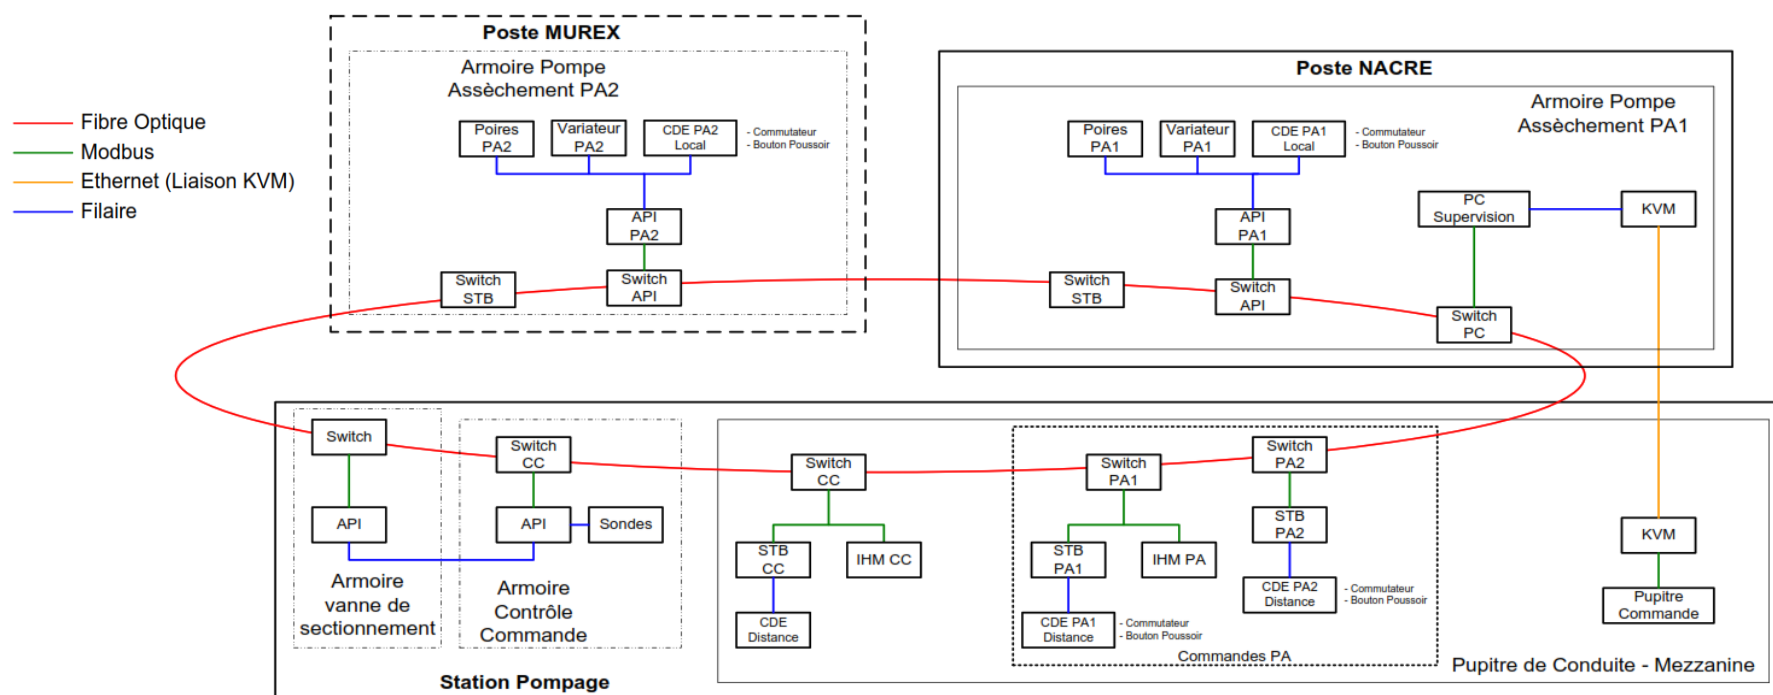 Fibre Optique
Modbus
Ethernet (Liaison KVM)
Filaire
Poste MUREX
Armoire Pompe
Assèchement PA2
Poires
PA2
Variateur
PA2
CDE PA2
Local
- Commutateur
- Bouton Poussoir
API
PA2
Switch
STB
Switch
API
Poste NACRE
Armoire Pompe
Assèchement PA1
Poires
PA1
Variateur
PA1
CDE PA1
Local
- Commutateur
- Bouton Poussoir
PC
Supervision
KVM
API
PA1
Switch
STB
Switch
API
Switch
PC
Switch
API
Armoire
vanne de
sectionnement
Switch
CC
API
Sondes
Armoire
Contrôle
Commande
Switch
CC
STB
CC
IHM CC
CDE
Distance
Switch
PA1
STB
PA1
IHM PA
CDE PA1
Distance
- Commutateur
- Bouton Poussoir
Switch
PA2
STB
PA2
CDE PA2
Distance
- Commutateur
- Bouton Poussoir
Commandes PA
KVM
Pupitre
Commande
Pupitre de Conduite - Mezzanine
Station Pompage